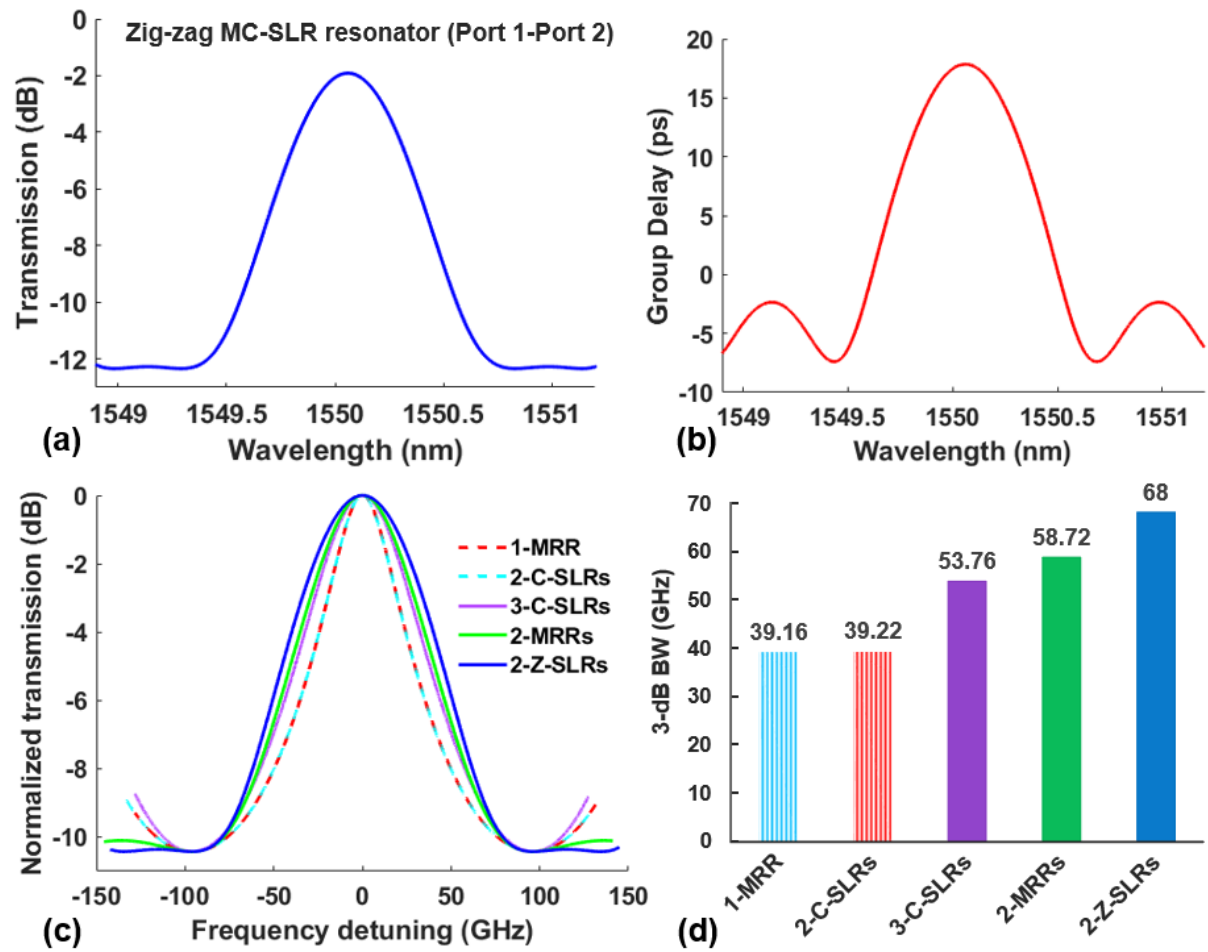 Zig-zag MC-SLR resonator (Port 1-Port 2)
0
-2
-4
-6
-8
-10
-12
Transmission (dB)
1549
1549.5
1550
1550.5
1551
Wavelength (nm)
(a)
20
15
10
5
0
-5
-10
Group Delay (ps)
1549
1549.5
1550
1550.5
1551
Wavelength (nm)
(b)
0
-2
-4
-6
-8
-10
Normalized transmission (dB)
1-MRR
2-C-SLRs
3-C-SLRs
2-MRRs
2-Z-SLRs
-150
-100
-50
0
50
100
150
Frequency detuning (GHz)
(c)
70
60
50
40
30
20
10
0
3-dB BW (GHz)
39.16
39.22
53.76
58.72
68
1-MRR
2-C-SLRs
3-C-SLRs
2-MRRs
2-Z-SLRs
(d)